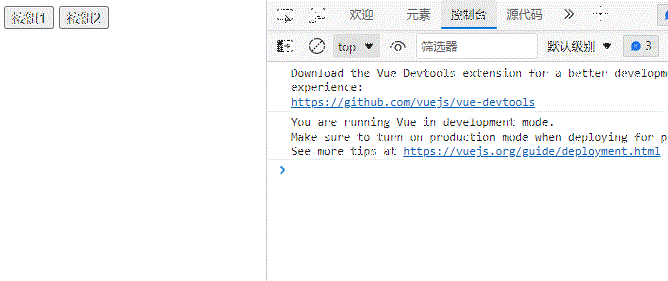 按钮1 按钮2
欢迎 元素 控制台 源代码
top 筛选器 默认级别 3
Download the Vue Devtools extension for a better developm
experience:
https://github.com/vuejs/vue-devtools
You are running Vue in development mode.
Make sure to turn on production mode when deploying for p
See more tips at https://vuejs.org/guide/deployment.html